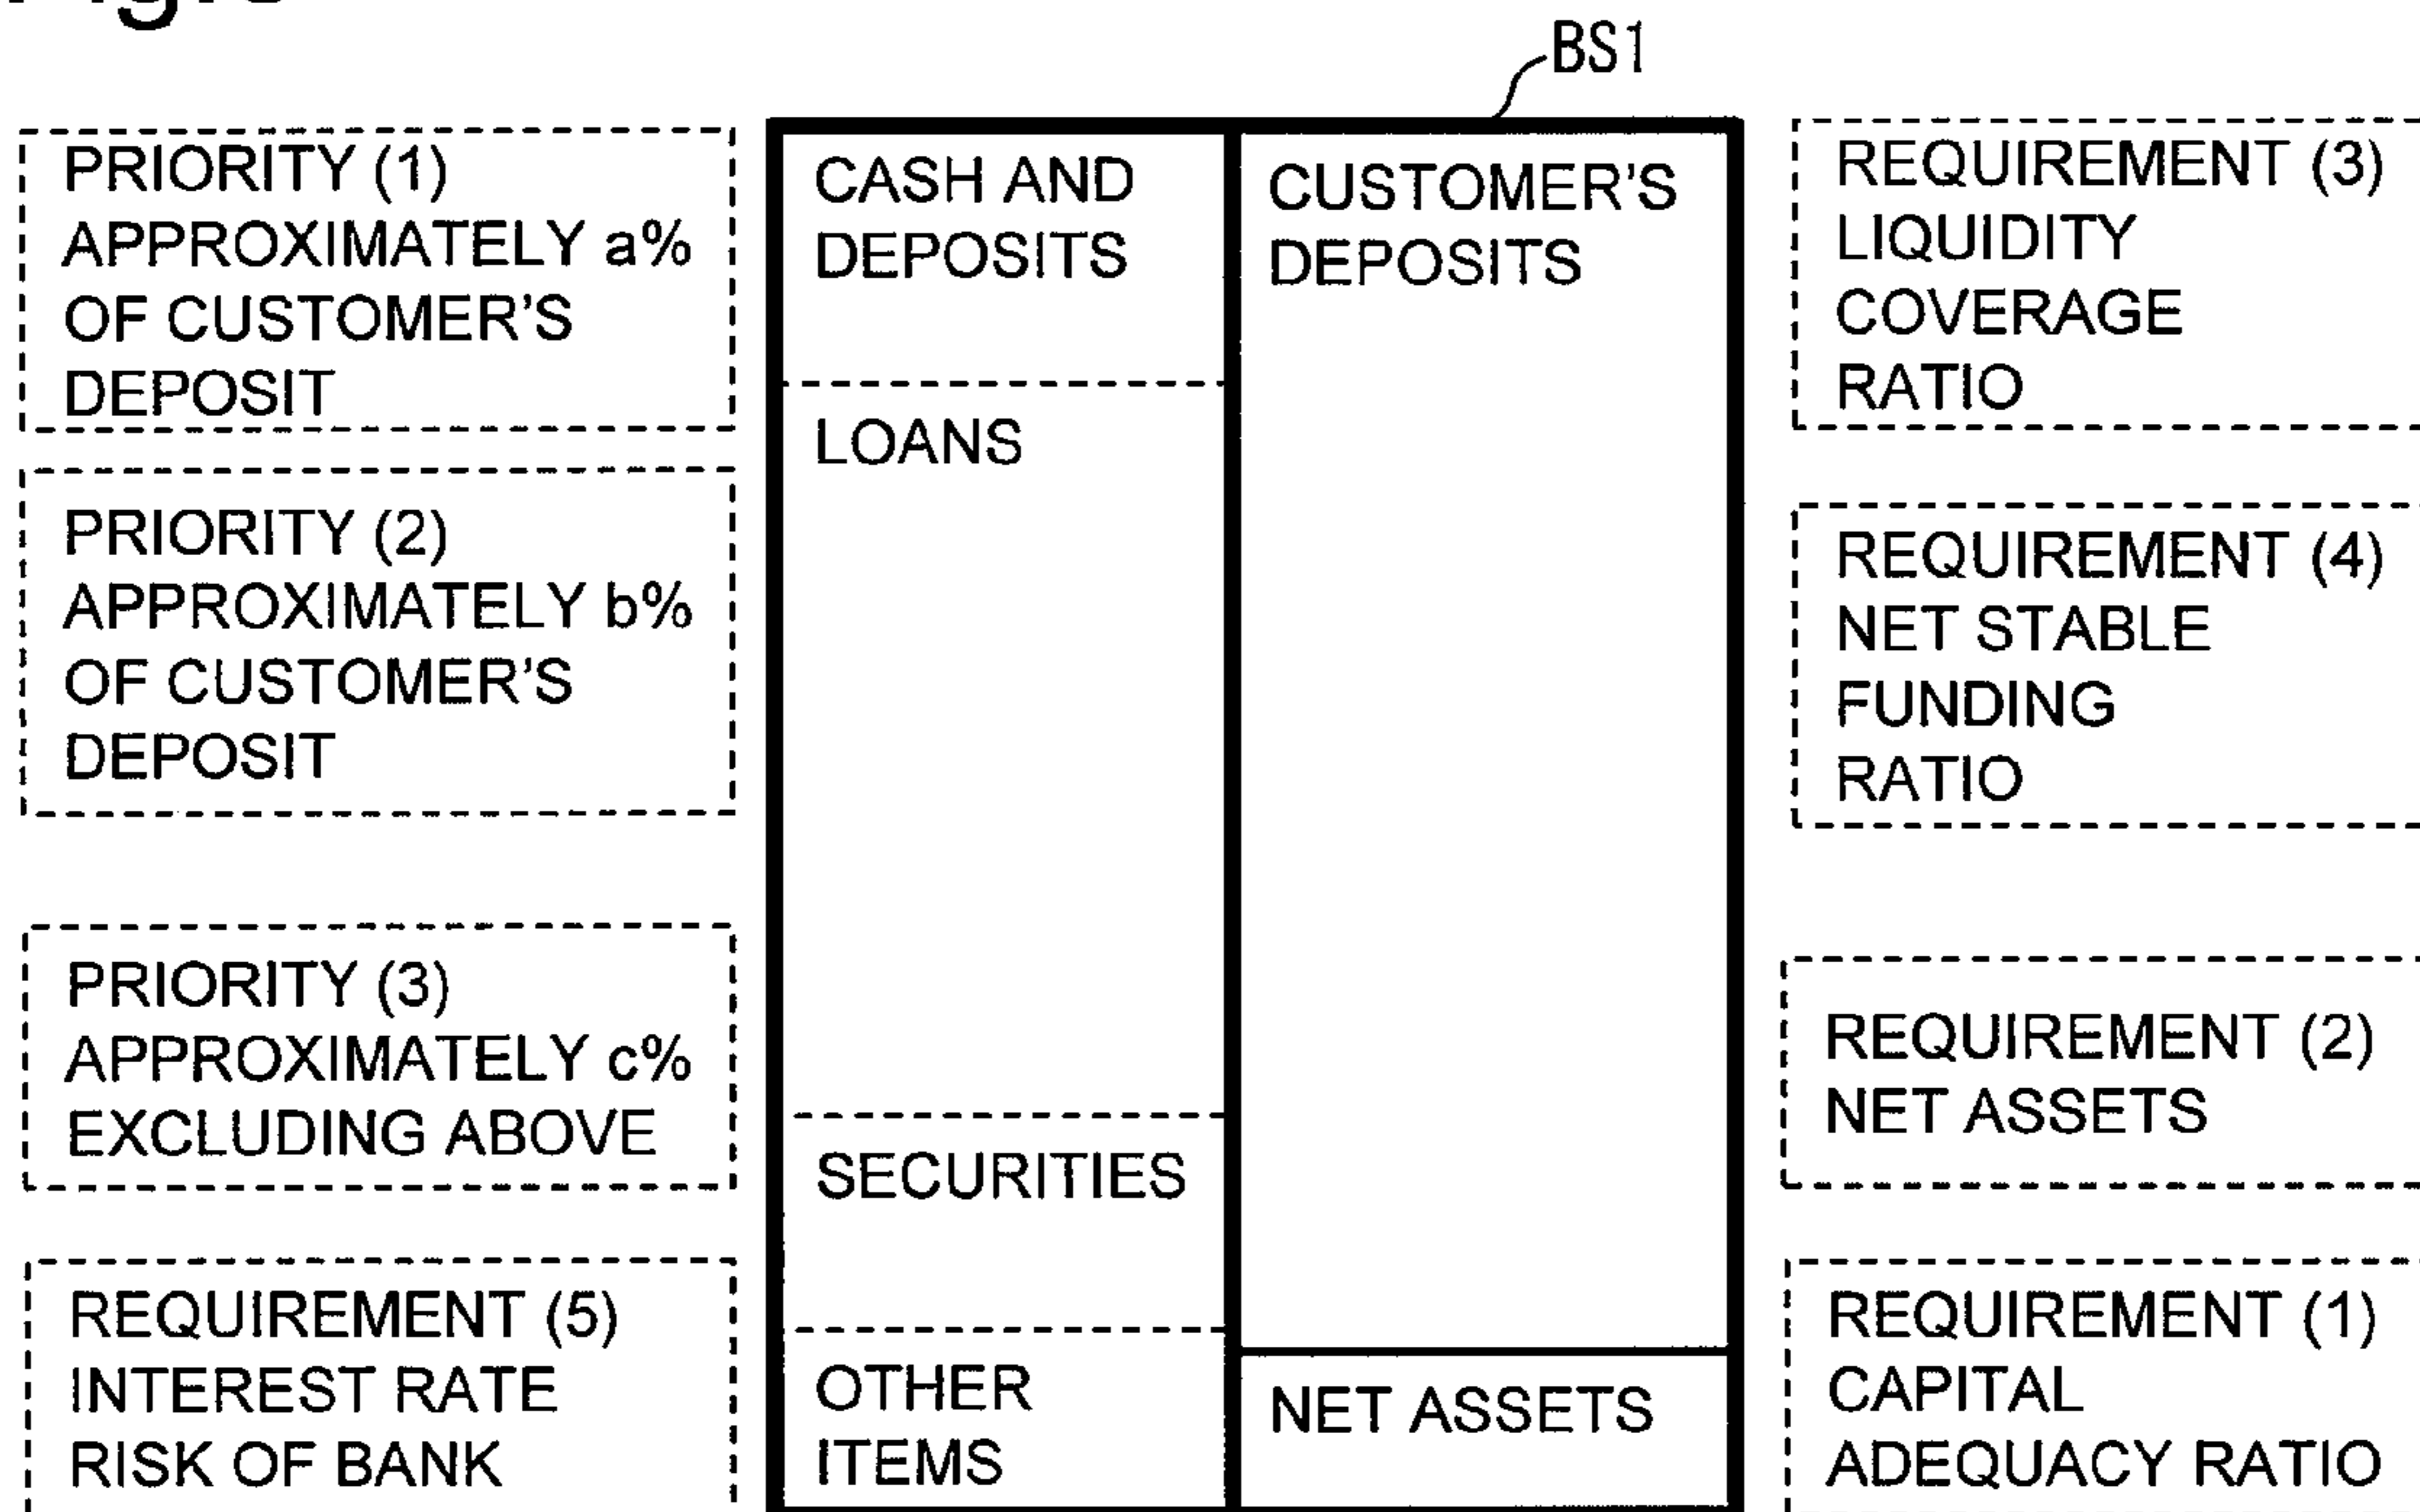 BS1
PRIORITY (1)
APPROXIMATELY a%
OF CUSTOMER'S
DEPOSIT
PRIORITY (2)
APPROXIMATELY b%
OF CUSTOMER'S
DEPOSIT
PRIORITY (3)
APPROXIMATELY c%
EXCLUDING ABOVE
REQUIREMENT (5)
INTEREST RATE
RISK OF BANK
CASH AND
DEPOSITS
LOANS
SECURITIES
OTHER
ITEMS
CUSTOMER'S
DEPOSITS
NET ASSETS
REQUIREMENT (3)
LIQUIDITY
COVERAGE
RATIO
REQUIREMENT (4)
NET STABLE
FUNDING
RATIO
REQUIREMENT (2)
NET ASSETS
REQUIREMENT (1)
CAPITAL
ADEQUACY RATIO